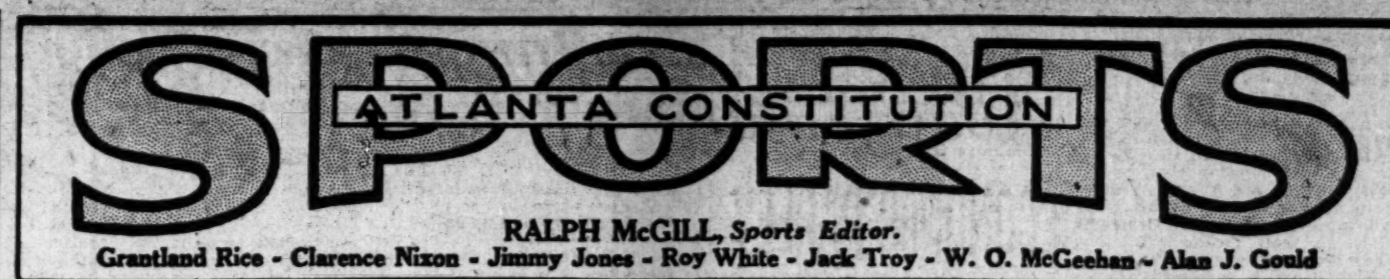 SPORTS
ATLANTA CONSTITUTION
RALPH McGILL, Sports Editor.
Grantland Rice - Clarence Nixon - Jimmy Jones - Roy White - Jack Troy - W. O. McGeehan - Alan J. Gould